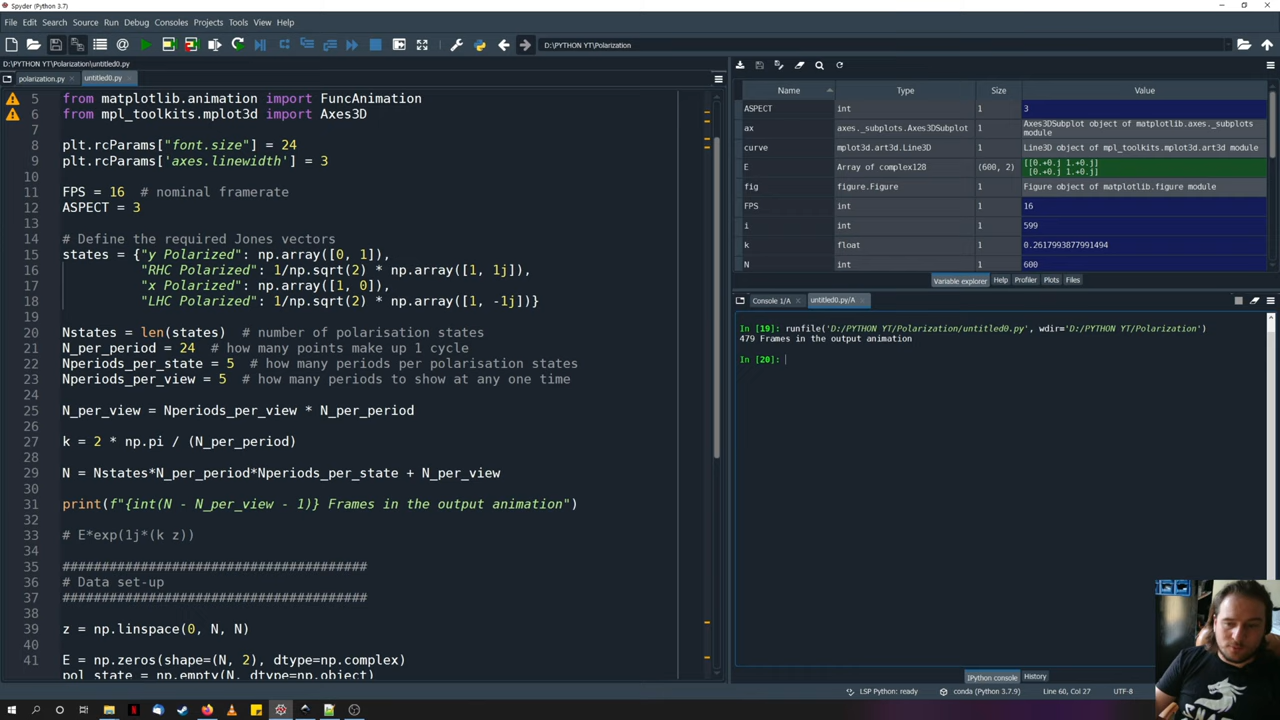 Spyder (Python 3.7)
File Edit Search Source Run Debug Consoles Projects Tools View Help
D:\PYTHON YT\Polarization
D:\PYTHON YT\Polarization\untitled0.py
polarization.py
untitled0.py
5 from matplotlib.animation import FuncAnimation
6 from mpl_toolkits.mplot3d import Axes3D
7
8 plt.rcParams["font.size"] = 24
9 plt.rcParams['axes.linewidth'] = 3
10
11 FPS = 16 # nominal framerate
12 ASPECT = 3
13
14 # Define the required Jones vectors
15 states = {"y Polarized": np.array([0, 1]),
16 "RHC Polarized": 1/np.sqrt(2) * np.array([1, 1j]),
17 "x Polarized": np.array([1, 0]),
18 "LHC Polarized": 1/np.sqrt(2) * np.array([1, -1j])}
19
20 Nstates = len(states) # number of polarisation states
21 N_per_period = 24 # how many points make up 1 cycle
22 Nperiods_per_state = 5 # how many periods per polarisation states
23 Nperiods_per_view = 5 # how many periods to show at any one time
24
25 N_per_view = Nperiods_per_view * N_per_period
26
27 k = 2 * np.pi / (N_per_period)
28
29 N = Nstates*N_per_period*Nperiods_per_state + N_per_view
30
31 print(f"{int(N - N_per_view - 1)} Frames in the output animation")
32
33 # E*exp(1j*(k z))
34
35 #######################################
36 # Data set-up
37 #######################################
38
39 z = np.linspace(0, N, N)
40
41 E = np.zeros(shape=(N, 2), dtype=np.complex)
pol_state = np.empty(N, dtype=np.object)
Name Type Size Value
ASPECT int 1 3
ax axes._subplots.Axes3DSubplot 1 Axes3DSubplot object of matplotlib.axes._subplots
module
curve mplot3d.art3d.Line3D 1 Line3D object of mpl_toolkits.mplot3d.art3d module
E Array of complex128 (600, 2) [[0.+0.j 1.+0.j]
[0.+0.j 1.+0.j]
fig figure.Figure 1 Figure object of matplotlib.figure module
FPS int 1 16
i int 1 599
k float 1 0.2617993877991494
N int 1 600
Variable explorer Help Profiler Plots Files
Console 1/A untitled0.py/A
In [19]: runfile('D:/PYTHON YT/Polarization/untitled0.py', wdir='D:/PYTHON YT/Polarization')
479 Frames in the output animation
In [20]:
IPython console History
LSP Python: ready conda (Python 3.7.9) Line 60, Col 27 UTF-8